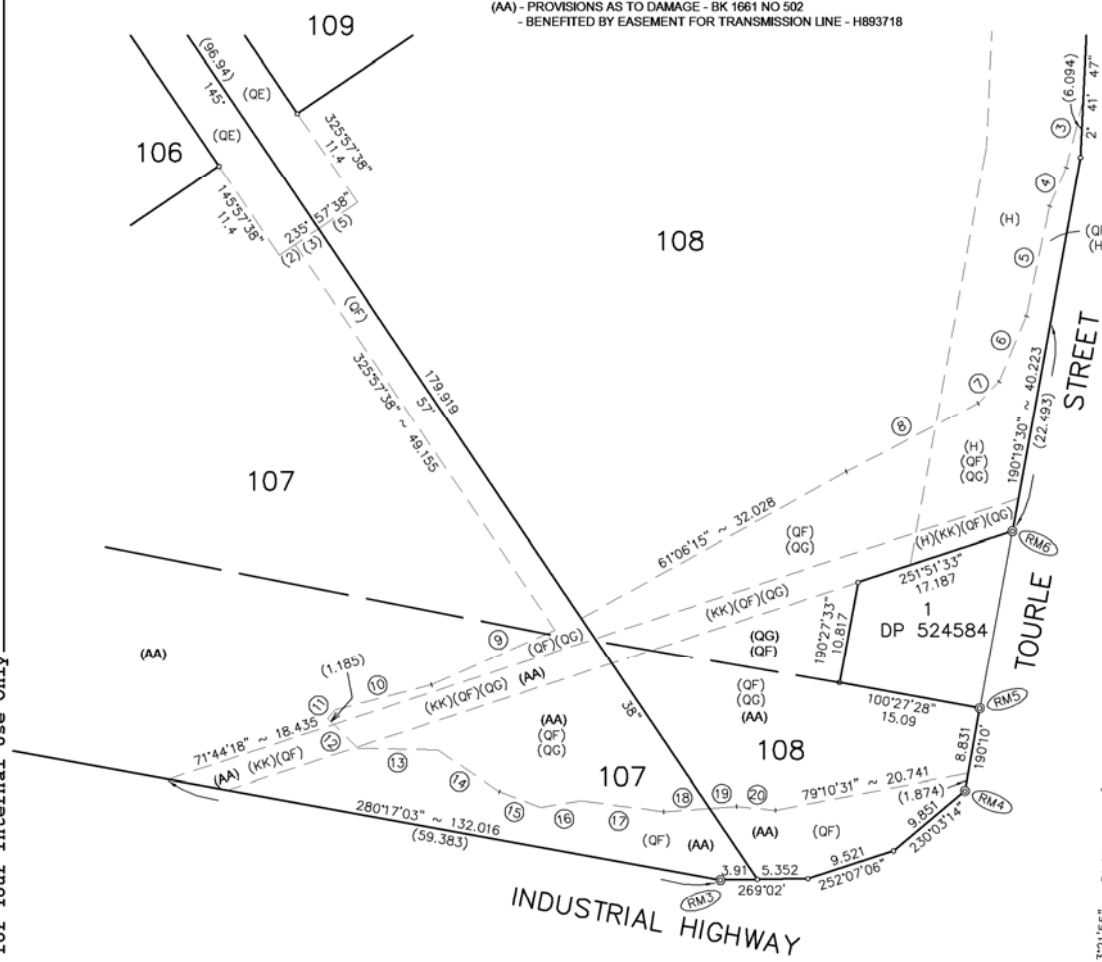 (AA) - PROVISIONS AS TO DAMAGE - BK 1661 NO 502
- BENEFITED BY EASEMENT FOR TRANSMISSION LINE - H893718
109
(96.94)
145°
(QE)
(QE)
106
325°57'38"
11.4
145°57'38"
11.4
235° 57'38"
(2) (3) (5)
(6.094)
2° 41' 47"
3
4
(H)
5
108
(QF)
179.919
57'
325°57'38" ~ 49.155
6
7
8
190°19'30" ~ 40.223
(22.493)
STREET
107
(H)
(QF)
(QG)
61°06'15" ~ 32.028
(QF)
(QG)
(H)(KK)(QF)(QG)
RM6
251°51'33"
17.187
(KK)(QF)(QG)
1
DP 524584
190°27'33"
10.817
TOURLE
(QG)
(QF)
9
(QF)(QG)
(AA)
(1.185)
10
(KK)(QF)(QG)
(AA)
11
(QF)
(QG)
(AA)
100°27'28"
15.09
RM5
38"
71°44'18" ~ 18.435
12
(AA)
(QF)
(QG)
108
8.831
190°10'
(AA) (KK)(QF)
13
14
107
79°10'31" ~ 20.741
(1.874)
RM4
15
16
17
18
19
20
280°17'03" ~ 132.016
(59.383)
(QF)
(AA)
(AA)
(QF)
9.851
230°03'14"
3.91
5.352
9.521
269°02'
252°07'06"
RM3
INDUSTRIAL HIGHWAY